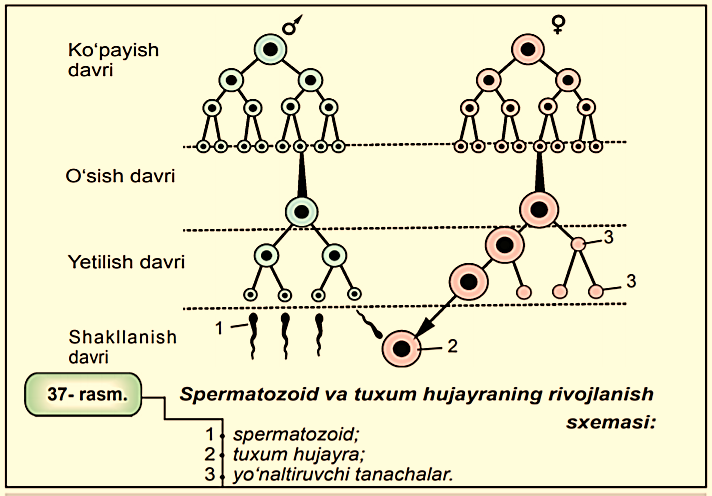 ♂
♀
Ko‘payish
davri
O‘sish davri
3
Yetilish davri
3
1
Shakllanish
davri
2
37- rasm.
Spermatozoid va tuxum hujayraning rivojlanish
sxemasi:
1 spermatozoid;
2 tuxum hujayra;
3 yo‘naltiruvchi tanachalar.